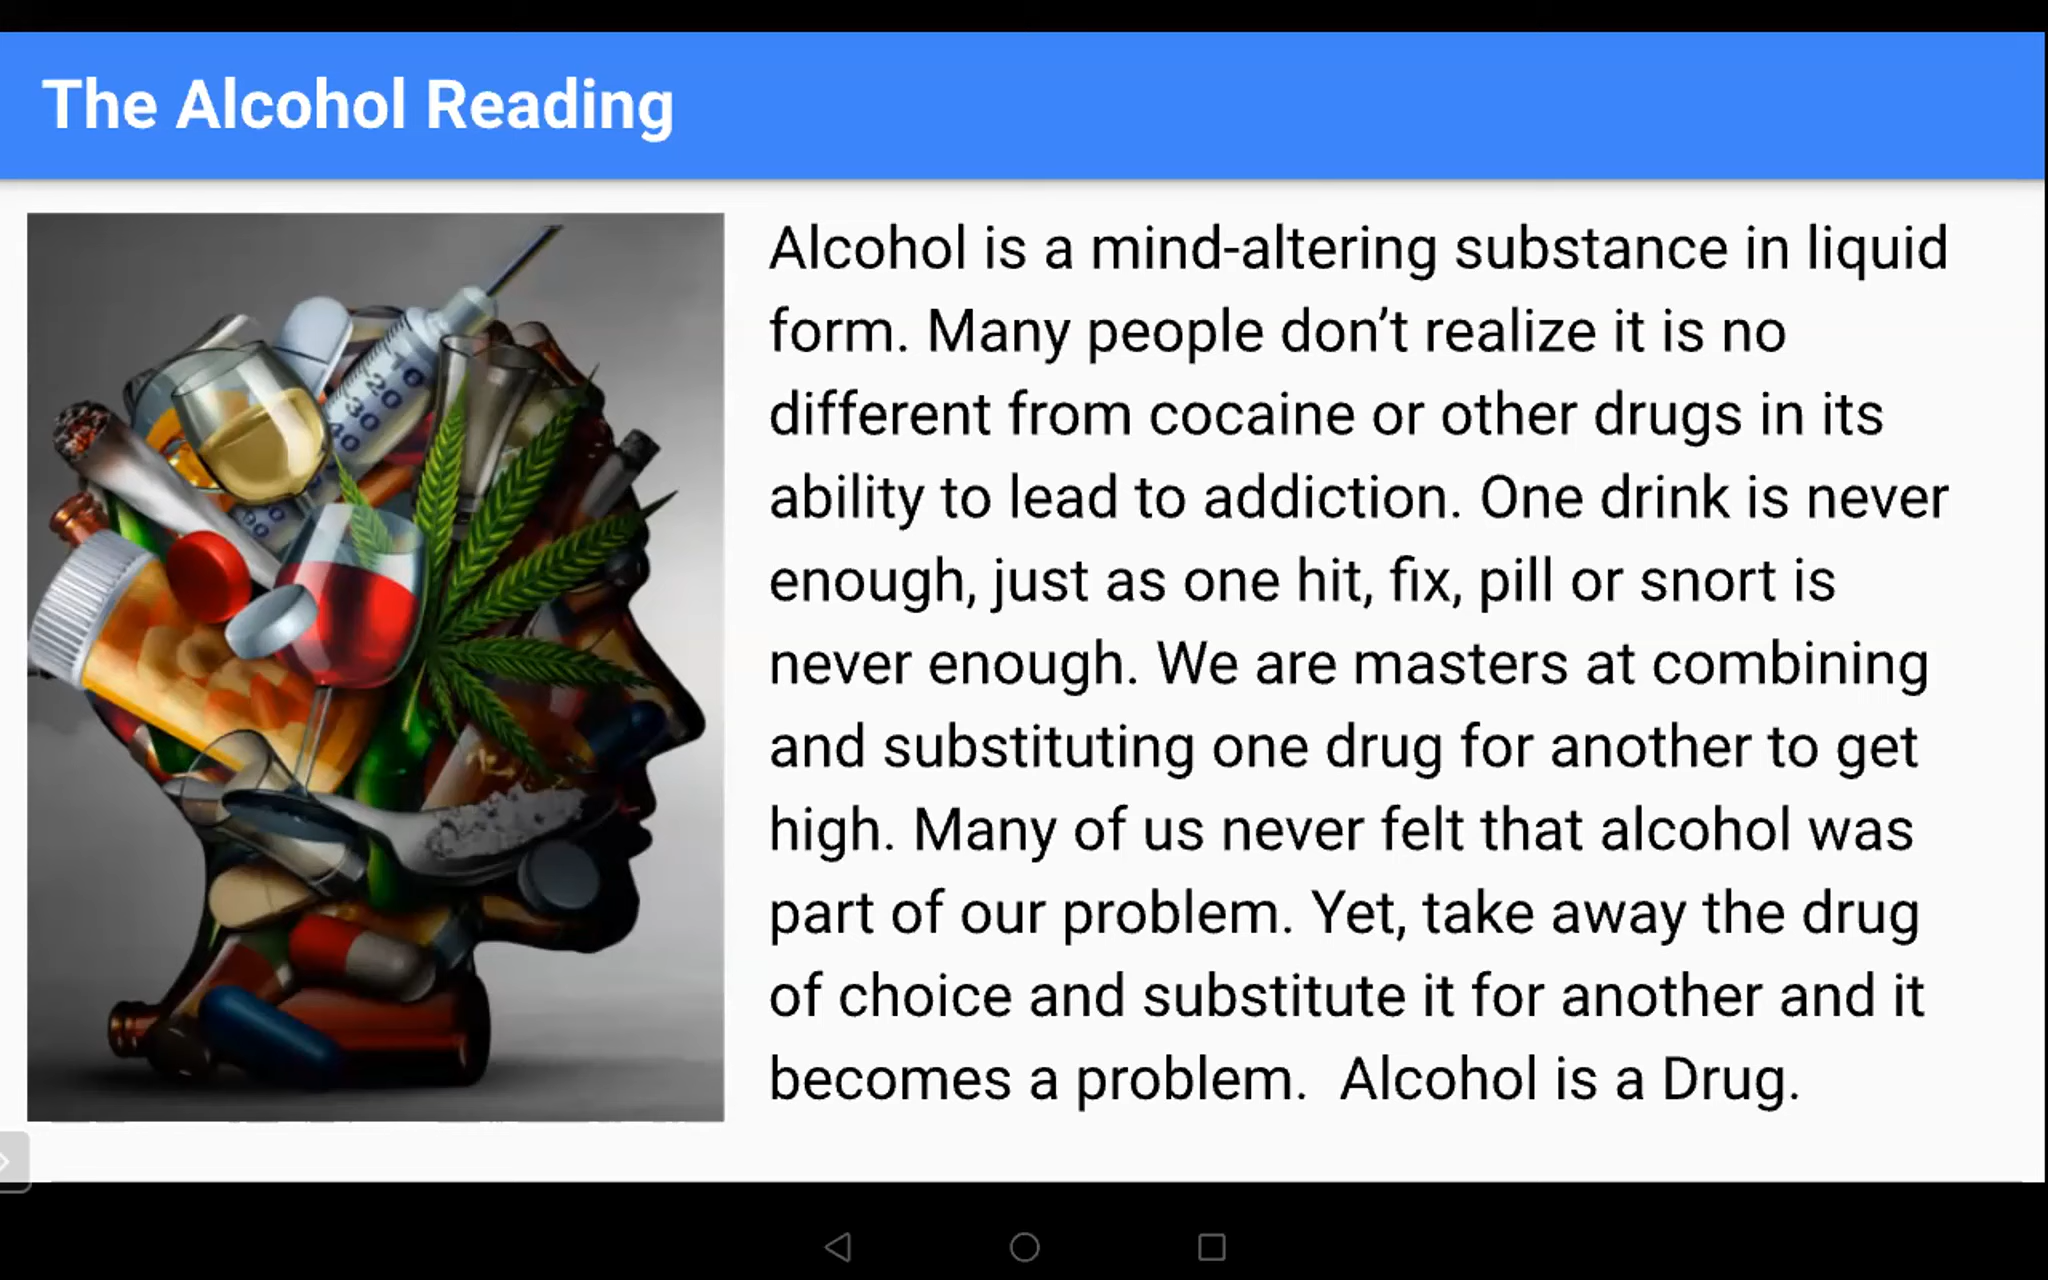 The Alcohol Reading
Alcohol is a mind-altering substance in liquid
form. Many people don’t realize it is no
different from cocaine or other drugs in its
ability to lead to addiction. One drink is never
enough, just as one hit, fix, pill or snort is
never enough. We are masters at combining
and substituting one drug for another to get
high. Many of us never felt that alcohol was
part of our problem. Yet, take away the drug
of choice and substitute it for another and it
becomes a problem.  Alcohol is a Drug.
10
20
30
40